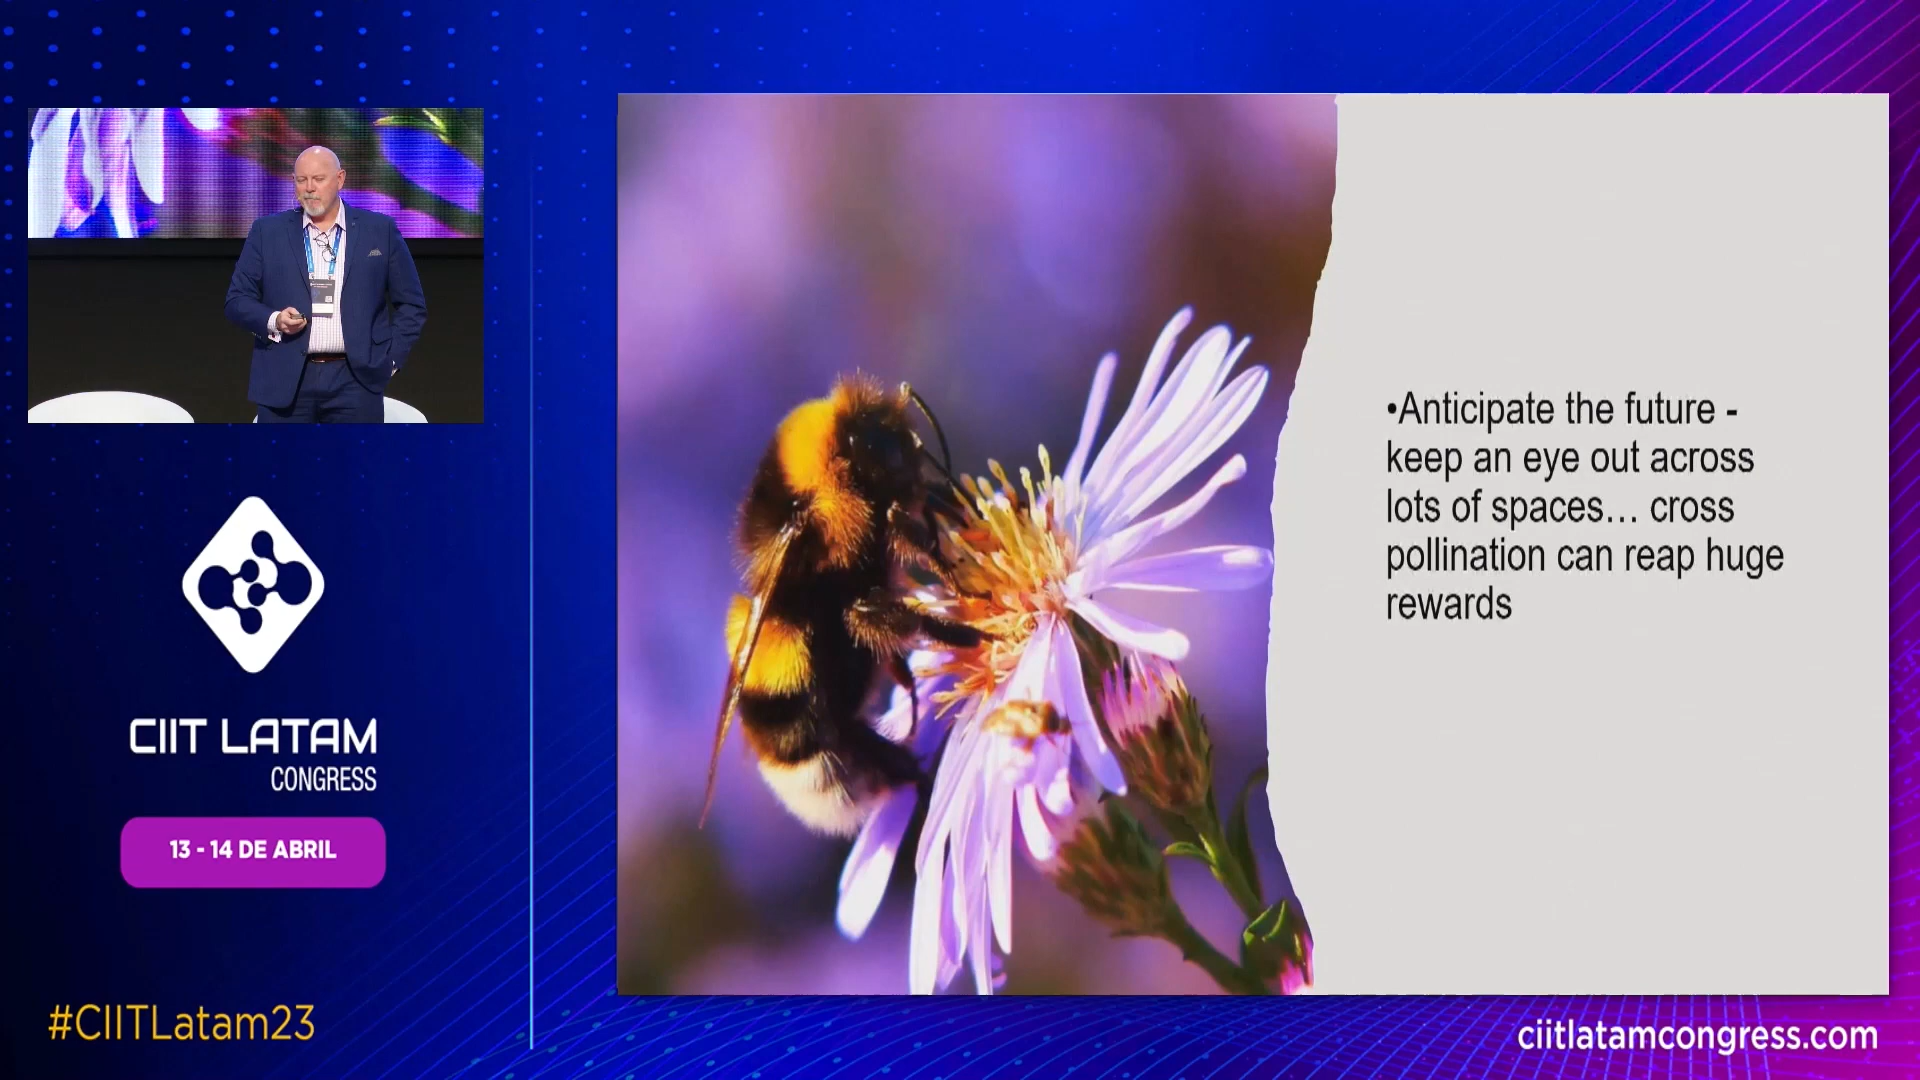 CIIT LATAM
CONGRESS
13 - 14 DE ABRIL
#CIITLatam23
•Anticipate the future -
keep an eye out across
lots of spaces… cross
pollination can reap huge
rewards
ciitlatamcongress.com